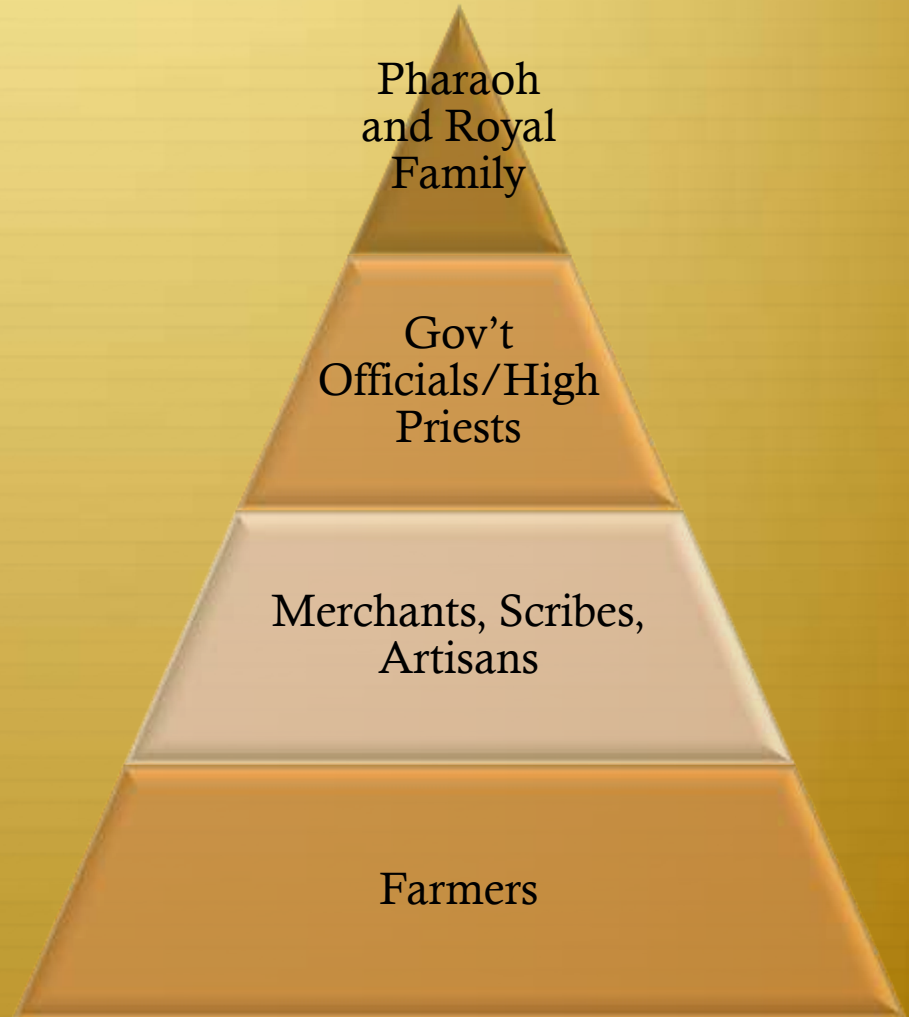 Pharaoh
and Royal
Family
Gov’t
Officials/High
Priests
Merchants, Scribes,
Artisans
Farmers